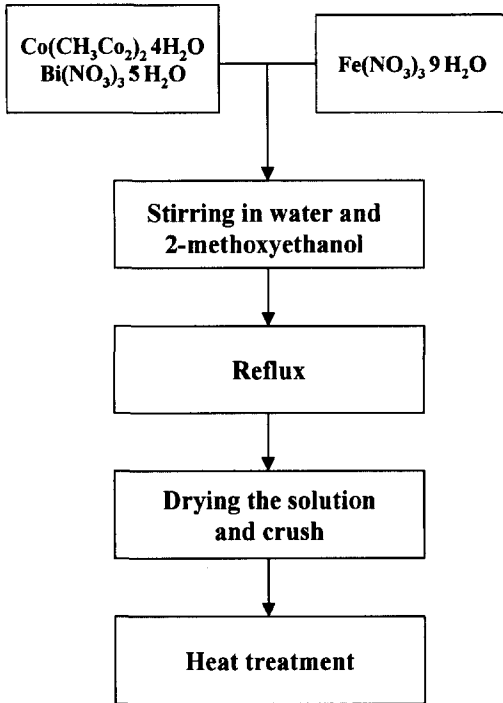 Co(CH₃Co₂)₂ 4H₂O
Bi(NO₃)₃ 5 H₂O
Fe(NO₃)₃ 9 H₂O
Stirring in water and
2-methoxyethanol
Reflux
Drying the solution
and crush
Heat treatment